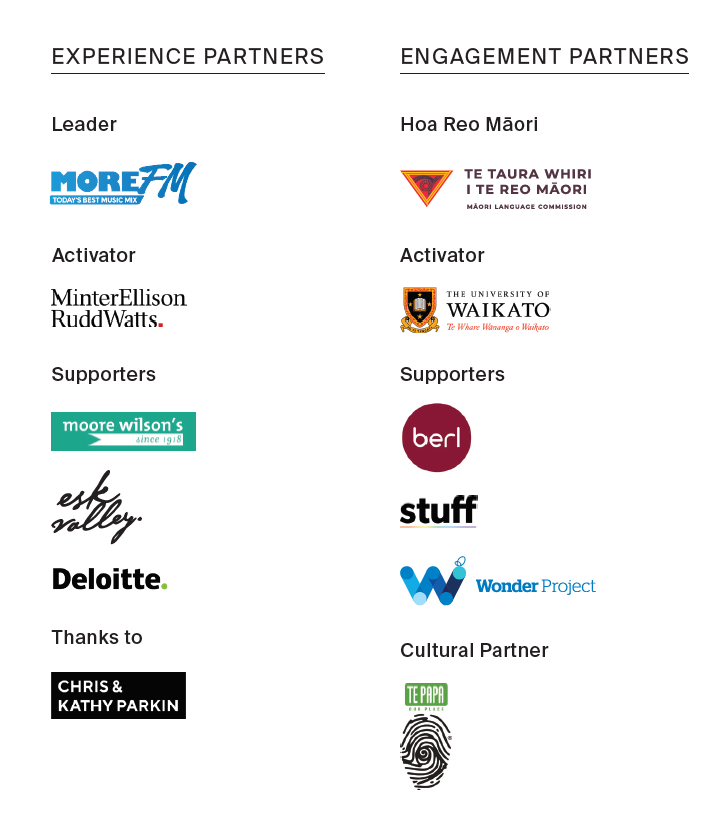 EXPERIENCE PARTNERS
Leader
MORE FM
TODAY'S BEST MUSIC MIX
Activator
MinterEllison
RuddWatts.
Supporters
moore wilson's
since 1918
esk
valley.
Deloitte.
Thanks to
CHRIS &
KATHY PARKIN
ENGAGEMENT PARTNERS
Hoa Reo Māori
TE TAURA WHIRI
I TE REO MĀORI
MĀORI LANGUAGE COMMISSION
Activator
THE UNIVERSITY OF
WAIKATO
Te Whare Wānanga o Waikato
Supporters
berl
stuff
Wonder Project
Cultural Partner
TE PAPA
OUR PLACE